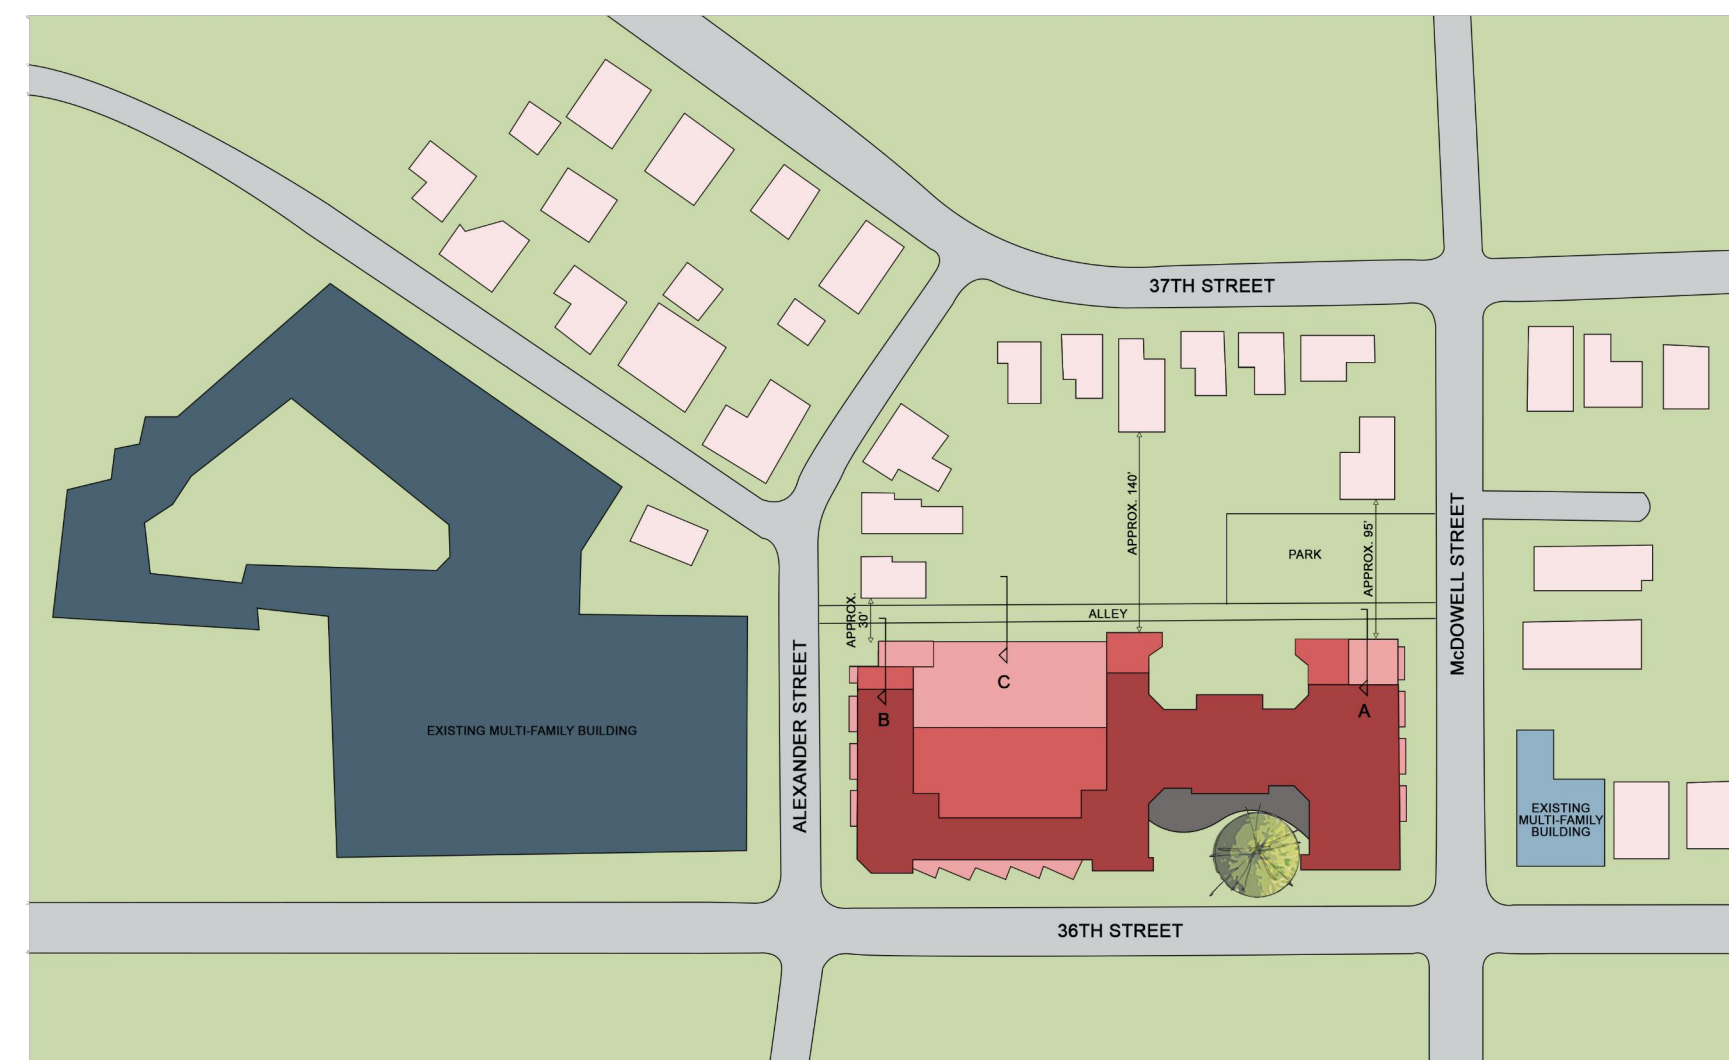 37TH STREET
APPROX. 140'
APPROX. 95'
McDOWELL STREET
PARK
APPROX.
30'
ALLEY
ALEXANDER STREET
C
B
A
EXISTING MULTI-FAMILY BUILDING
EXISTING
MULTI-FAMILY
BUILDING
36TH STREET